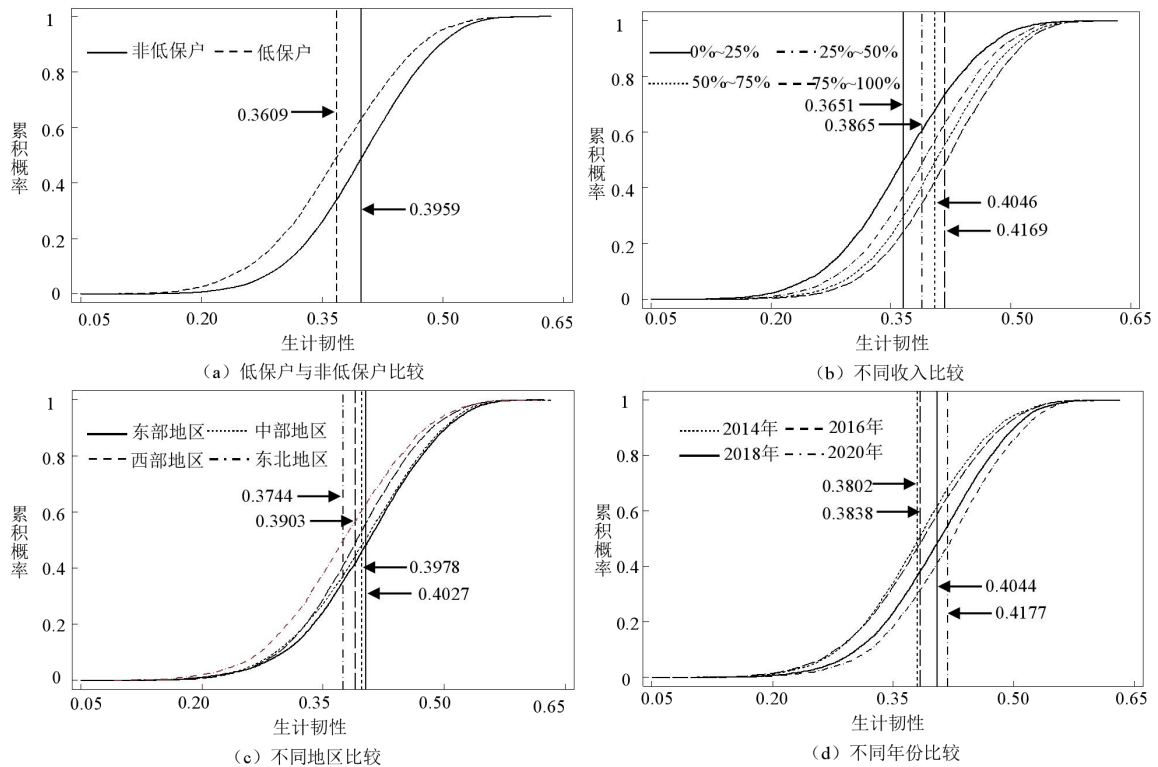 1
0.8
0.6
0.4
0.2
0
累积概率
非低保户 低保户
0.3609
0.3959
0.05 0.20 0.35 0.50 0.65
生计韧性
(a) 低保户与非低保户比较
1
0.8
0.6
0.4
0.2
0
累积概率
0%~25% 25%~50%
50%~75% 75%~100%
0.3651
0.3865
0.4046
0.4169
0.05 0.20 0.35 0.50 0.65
生计韧性
(b) 不同收入比较
1
0.8
0.6
0.4
0.2
0
累积概率
东部地区 中部地区
西部地区 东北地区
0.3744
0.3903
0.3978
0.4027
0.05 0.20 0.35 0.50 0.65
生计韧性
(c) 不同地区比较
1
0.8
0.6
0.4
0.2
0
累积概率
2014年 2016年
2018年 2020年
0.3802
0.3838
0.4044
0.4177
0.05 0.20 0.35 0.50 0.65
生计韧性
(d) 不同年份比较